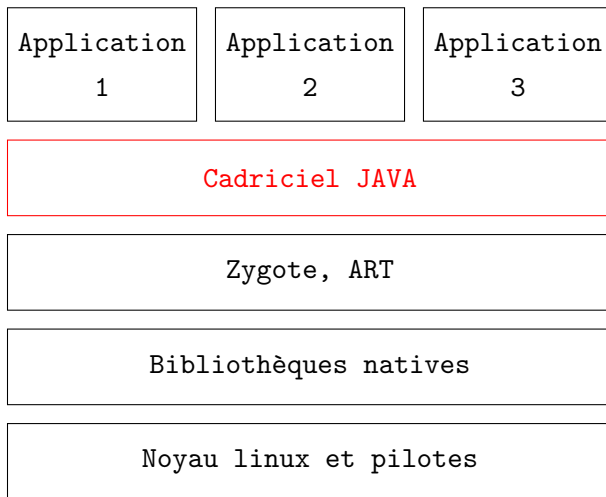 Application Application Application
1 2 3
Cadriciel JAVA
Zygote, ART
Bibliothèques natives
Noyau linux et pilotes